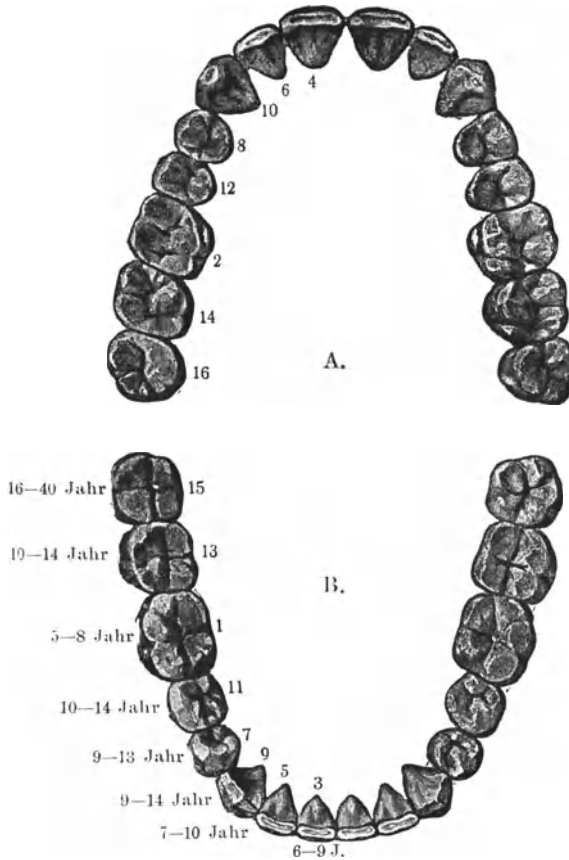 4
6
10
8
12
2
14
A.
16
16—40 Jahr 15
10—14 Jahr 13
B.
5—8 Jahr 1
11
10—14 Jahr
7
9—13 Jahr
9
5 3
9—14 Jahr
7—10 Jahr
6—9 J.